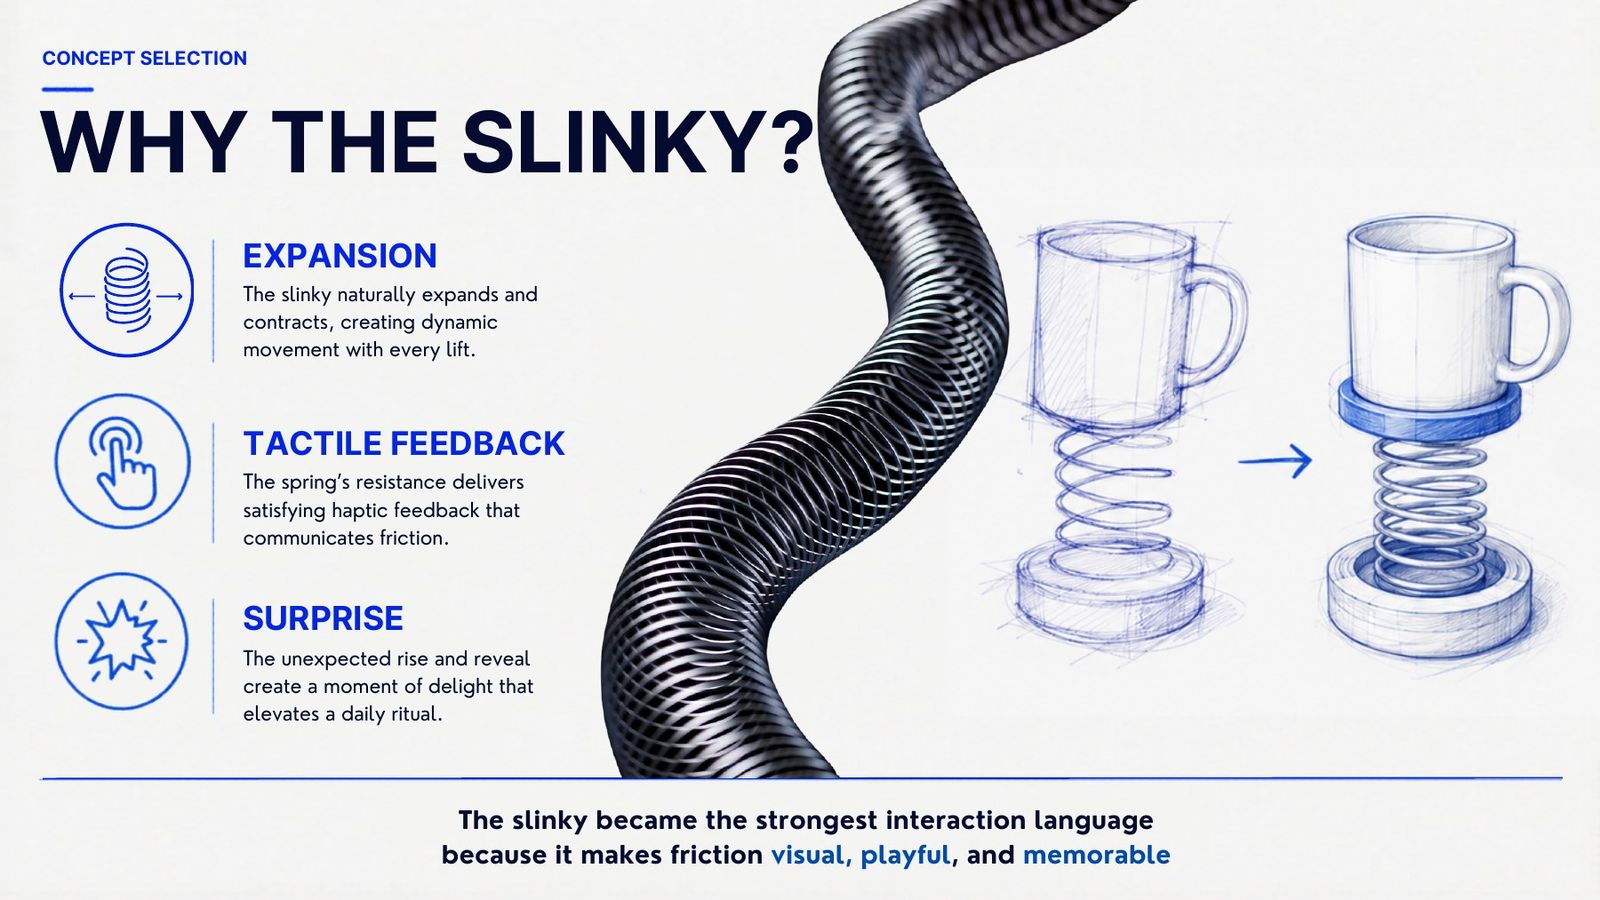 CONCEPT SELECTION
WHY THE SLINKY?
EXPANSION
The slinky naturally expands and
contracts, creating dynamic
movement with every lift.
TACTILE FEEDBACK
The spring’s resistance delivers
satisfying haptic feedback that
communicates friction.
SURPRISE
The unexpected rise and reveal
create a moment of delight that
elevates a daily ritual.
The slinky became the strongest interaction language
because it makes friction visual, playful, and memorable